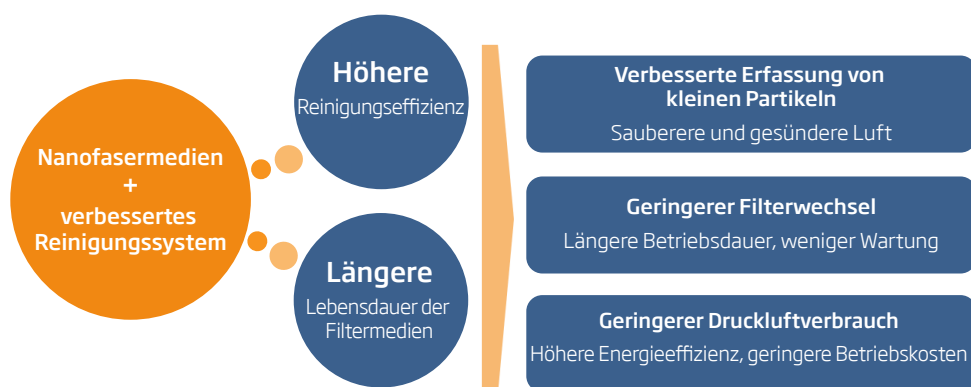 Nanofasermedien
+
verbessertes
Reinigungssystem
Höhere
Reinigungseffizienz
Längere
Lebensdauer der
Filtermedien
Verbesserte Erfassung von
kleinen Partikeln
Sauberere und gesündere Luft
Geringerer Filterwechsel
Längere Betriebsdauer, weniger Wartung
Geringerer Druckluftverbrauch
Höhere Energieeffizienz, geringere Betriebskosten